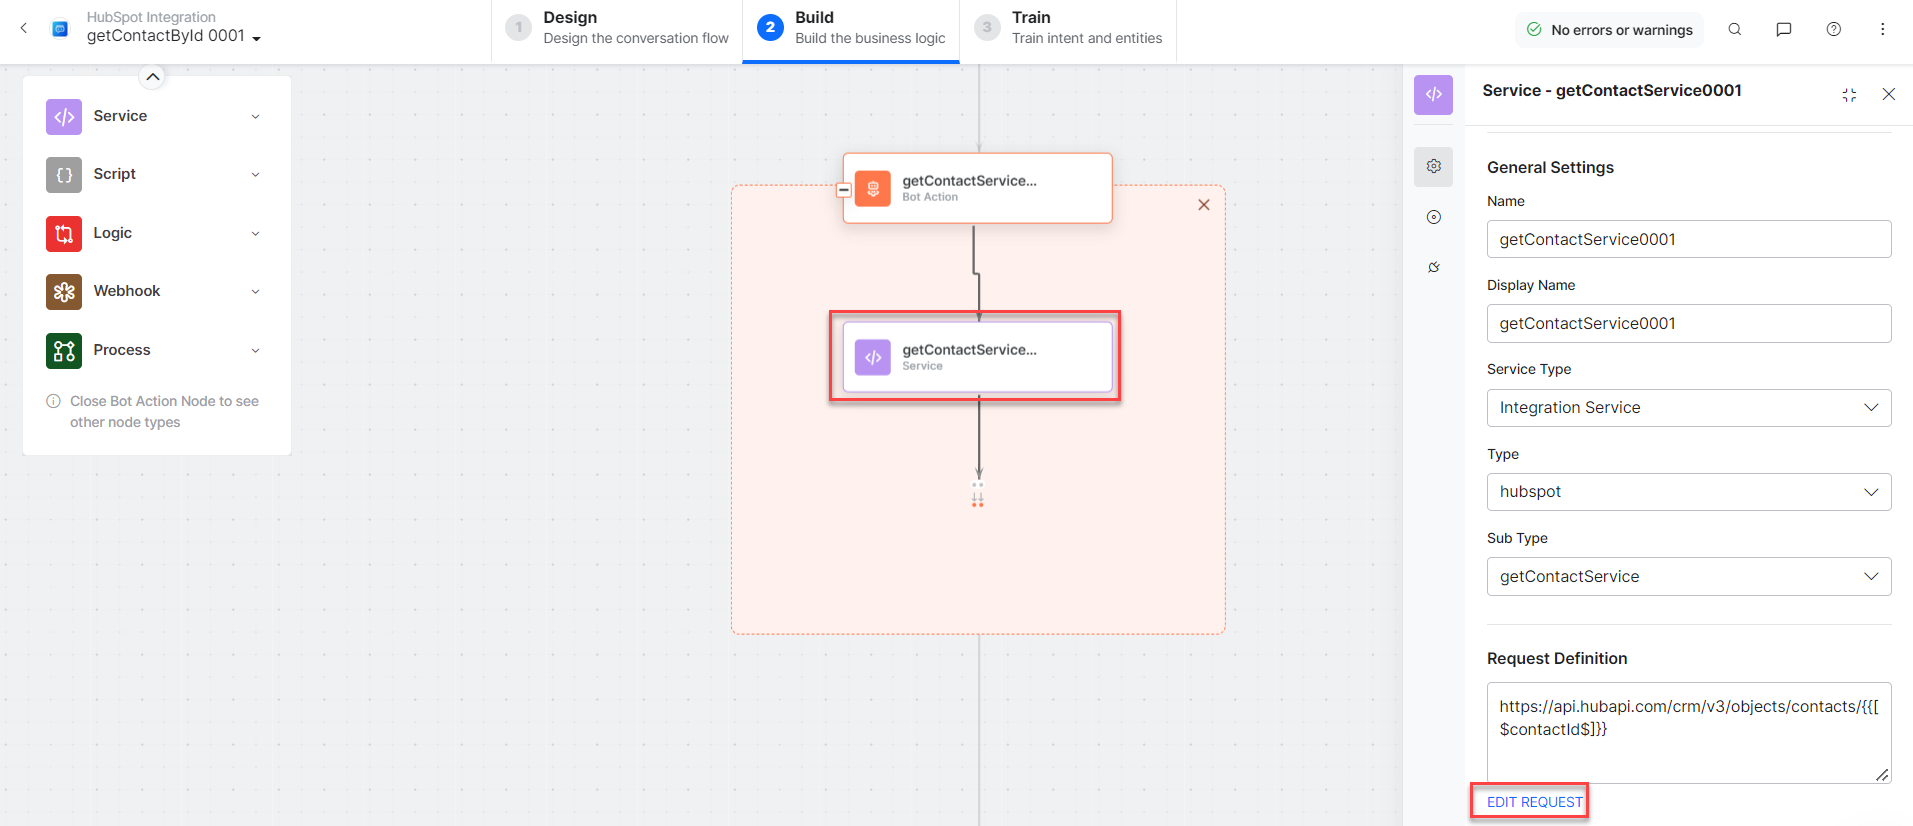 HubSpot Integration
getContactById 0001
1
Design
Design the conversation flow
2
Build
Build the business logic
3
Train
Train intent and entities
No errors or warnings
Service
Script
Logic
Webhook
Process
Close Bot Action Node to see
other node types
getContactService...
Bot Action
getContactService...
Service
Service - getContactService0001
General Settings
Name
getContactService0001
Display Name
getContactService0001
Service Type
Integration Service
Type
hubspot
Sub Type
getContactService
Request Definition
https://api.hubapi.com/crm/v3/objects/contacts/{{[
$contactId$]}}
EDIT REQUEST